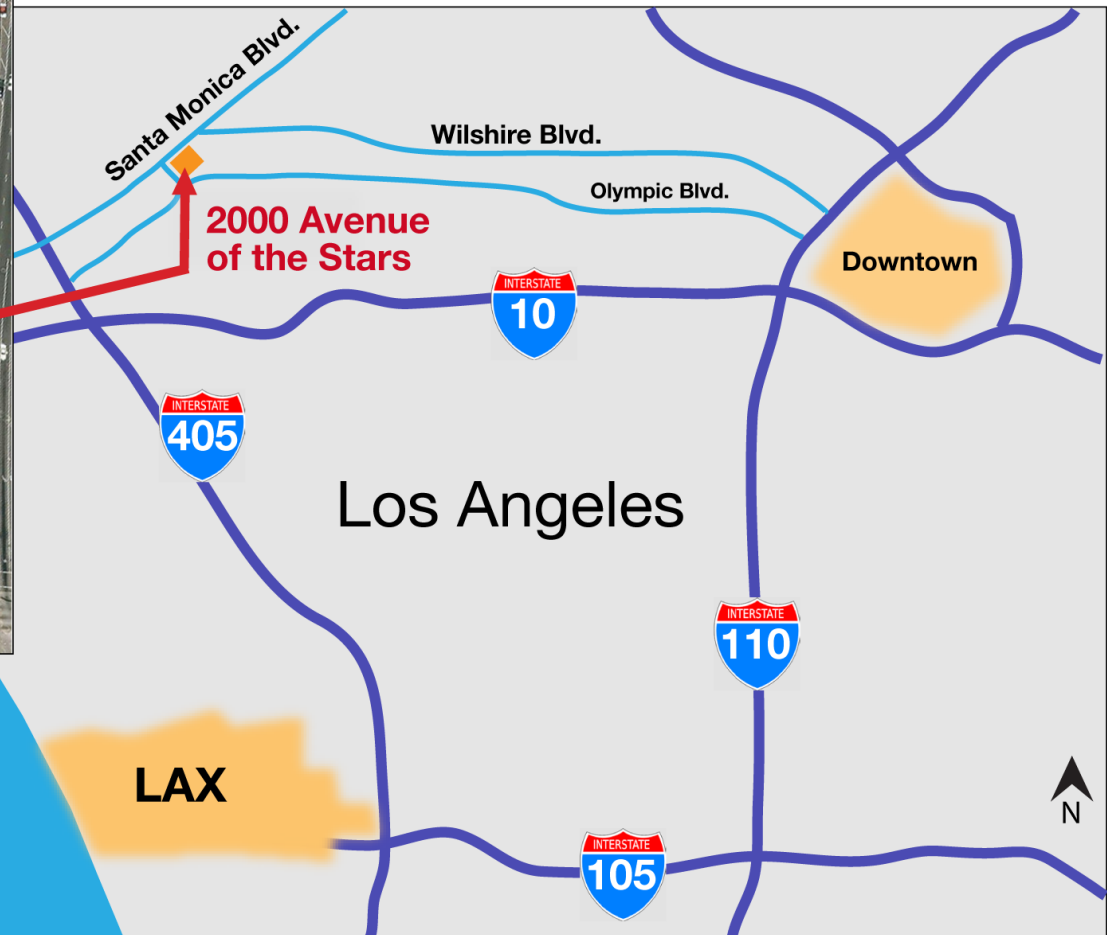 Santa Monica Blvd.
Wilshire Blvd.
Olympic Blvd.
2000 Avenue
of the Stars
Downtown
INTERSTATE
10
INTERSTATE
405
Los Angeles
INTERSTATE
110
LAX
N
INTERSTATE
105